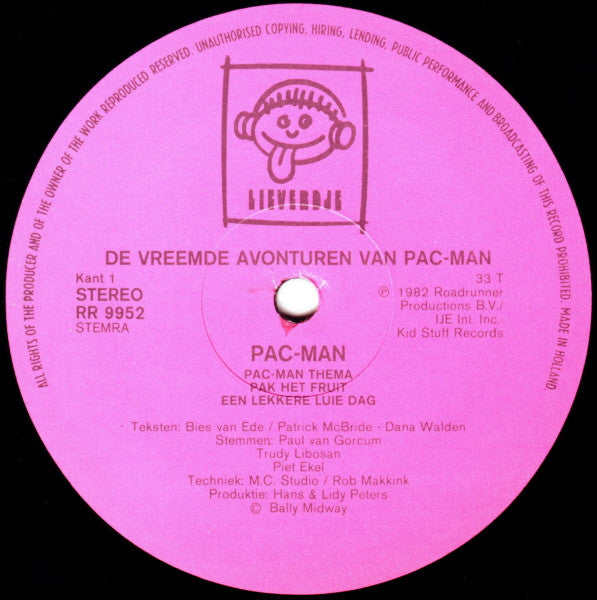 ALL RIGHTS OF THE PRODUCER AND OF THE OWNER OF THE WORK REPRODUCED RESERVED. UNAUTHORISED COPYING, HIRING, LENDING, PUBLIC PERFORMANCE AND BROADCASTING OF THIS RECORD PROHIBITED. MADE IN HOLLAND
LIEVERDJE
DE VREEMDE AVONTUREN VAN PAC-MAN
Kant 1
STEREO
RR 9952
STEMRA
33 T
℗ 1982 Roadrunner
Productions B.V./
IJE Int. Inc.
Kid Stuff Records
PAC-MAN
PAC-MAN THEMA
PAK HET FRUIT
EEN LEKKERE LUIE DAG
Teksten: Bies van Ede / Patrick McBride - Dana Walden
Stemmen: Paul van Gorcum
Trudy Libosan
Piet Ekel
Techniek: M.C. Studio / Rob Makkink
Produktie: Hans & Lidy Peters
© Bally Midway